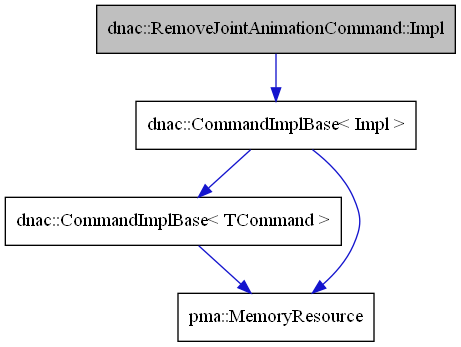 dnac::RemoveJointAnimationCommand::Impl
dnac::CommandImplBase< Impl >
dnac::CommandImplBase< TCommand >
pma::MemoryResource